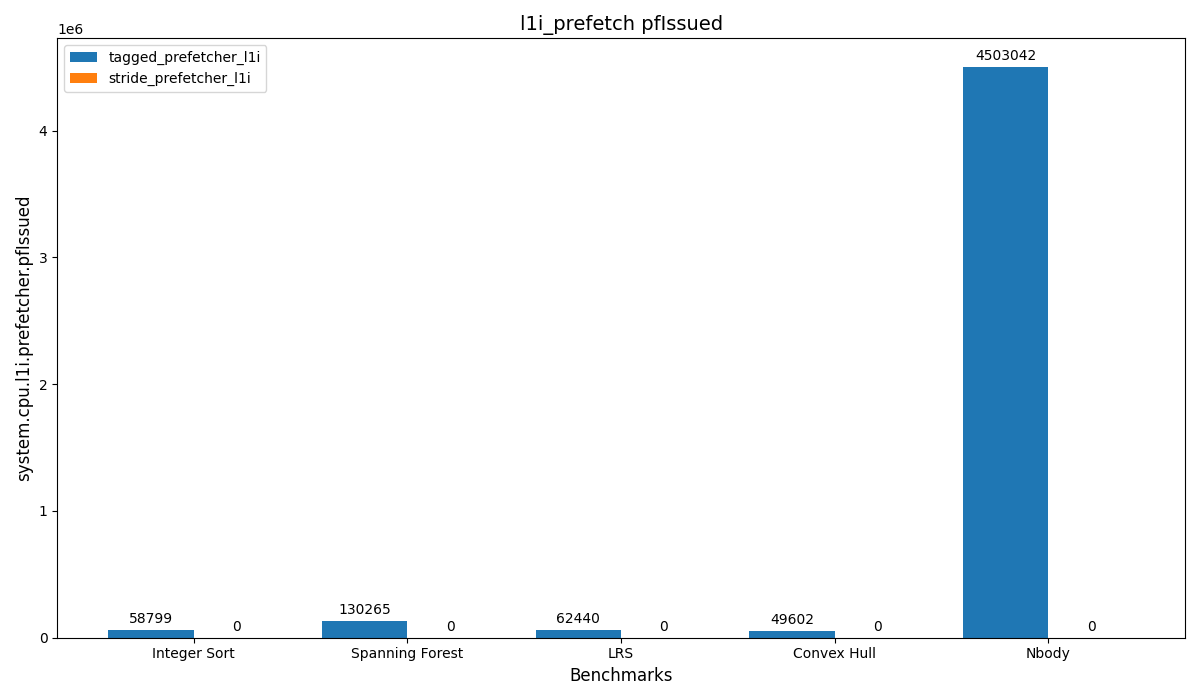 l1i_prefetch pfIssued
1e6
tagged_prefetcher_l1i
stride_prefetcher_l1i
system.cpu.l1i.prefetcher.pfIssued
4
3
2
1
0
58799
0
130265
0
62440
0
49602
0
4503042
0
Integer Sort
Spanning Forest
LRS
Convex Hull
Nbody
Benchmarks